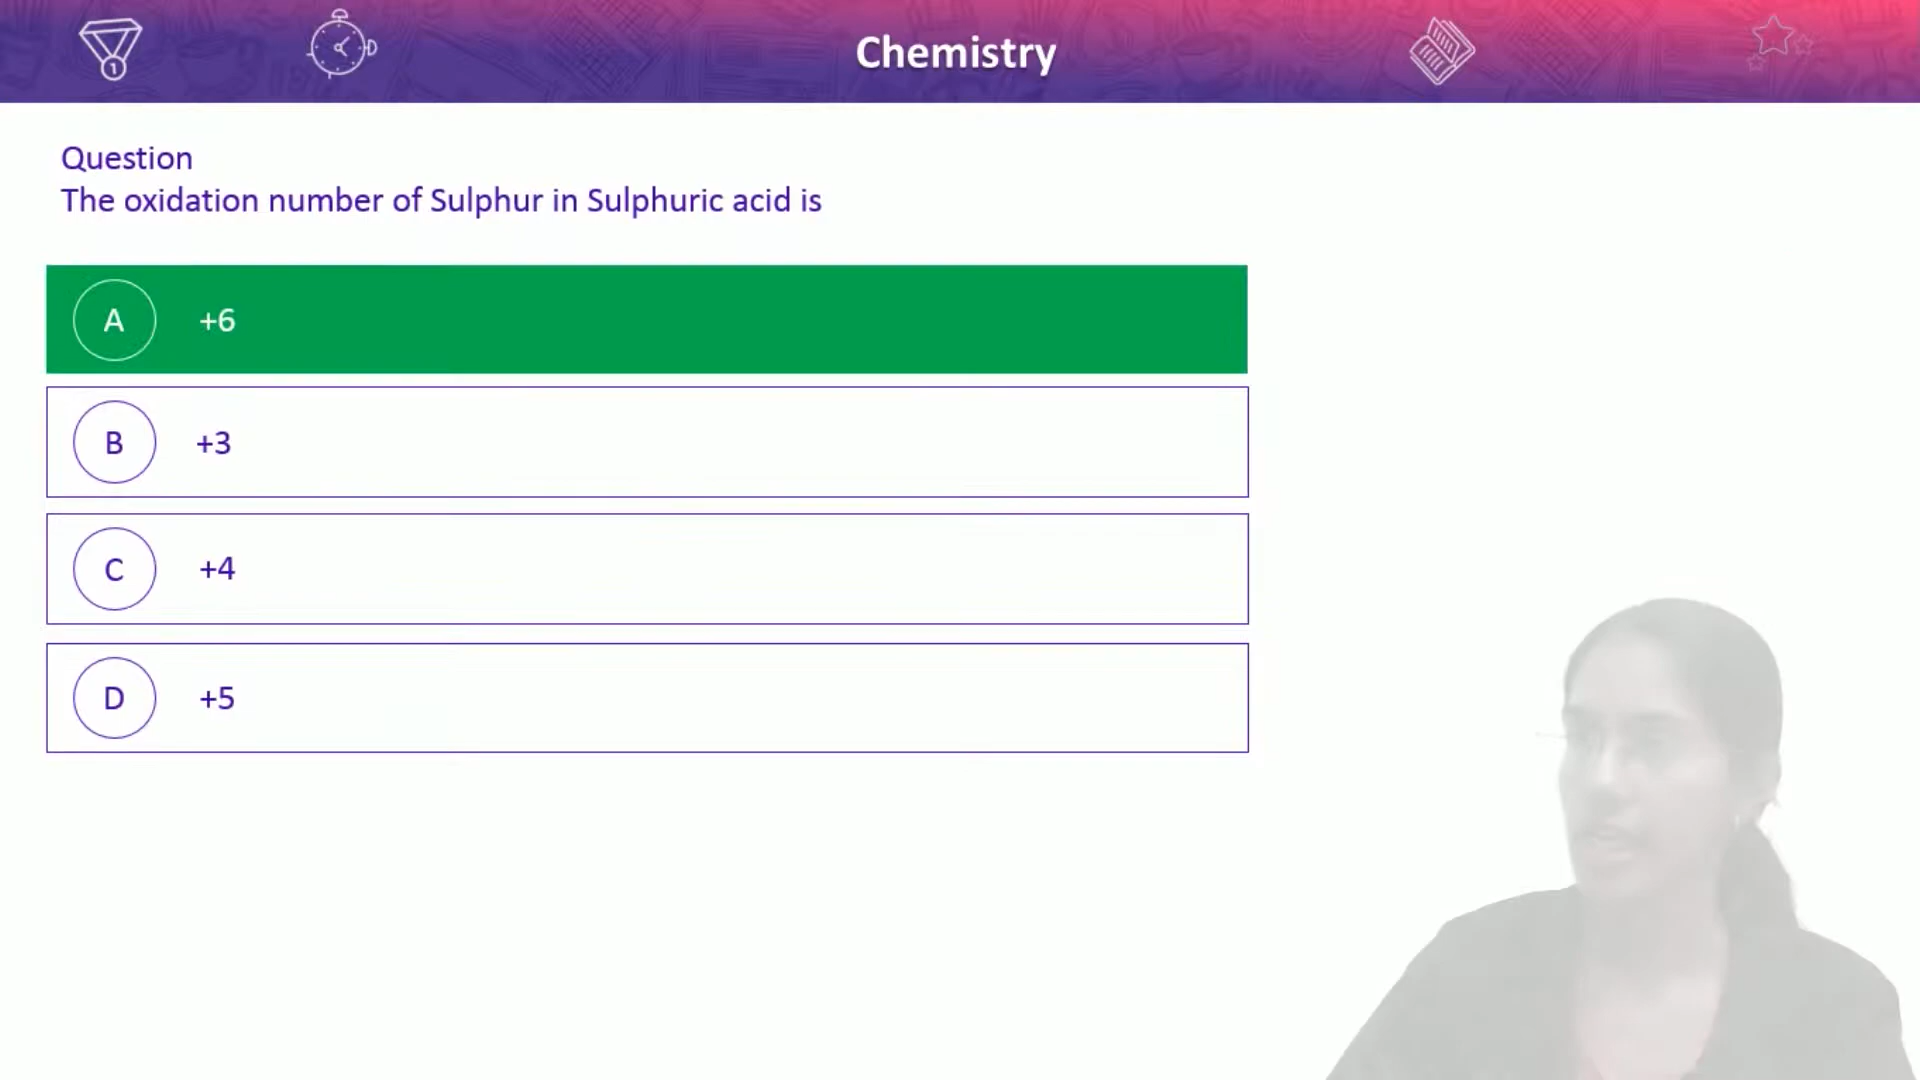 Chemistry
Question
The oxidation number of Sulphur in Sulphuric acid is
A +6
B +3
C +4
D +5